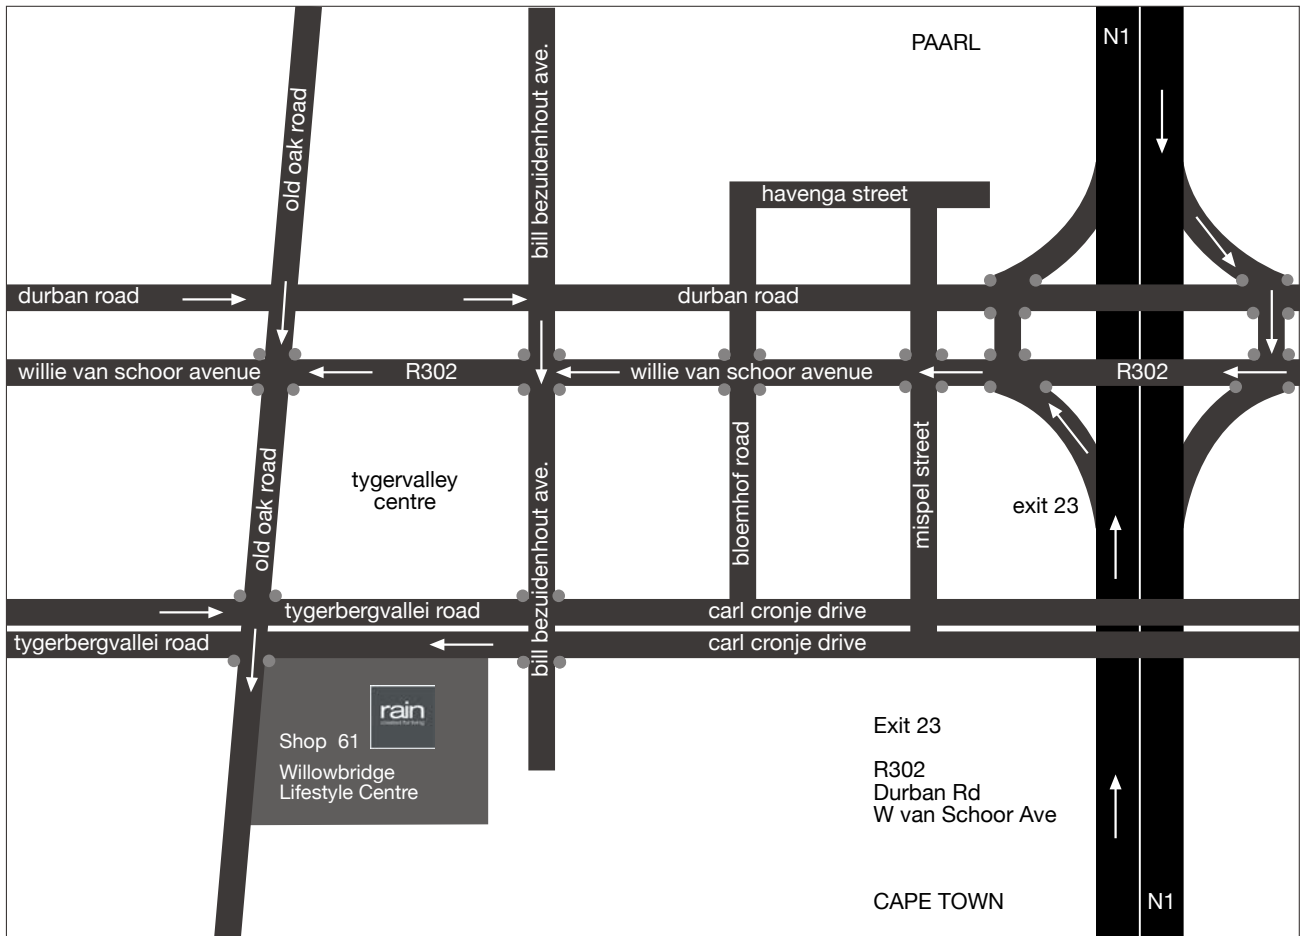 PAARL
N1
old oak road
bill bezuidenhout ave.
havenga street
durban road
durban road
willie van schoor avenue
R302
willie van schoor avenue
R302
old oak road
tygervalley
centre
bill bezuidenhout ave.
bloemhof road
mispel street
exit 23
tygerbergvallei road
carl cronje drive
tygerbergvallei road
carl cronje drive
rain
created for living
Shop 61
Willowbridge
Lifestyle Centre
Exit 23
R302
Durban Rd
W van Schoor Ave
CAPE TOWN
N1